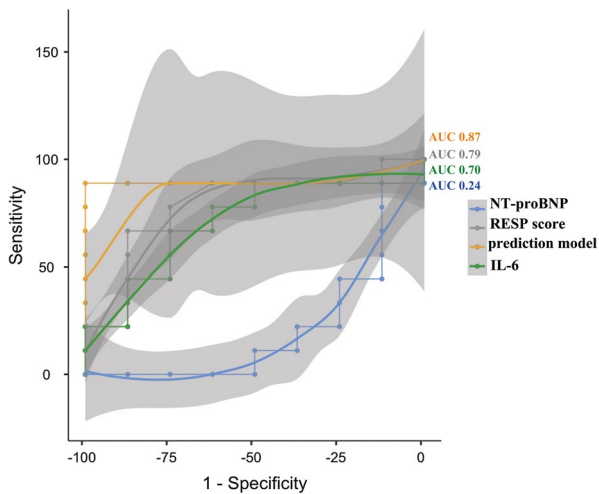 150
100
50
0
Sensitivity
-100
-75
-50
-25
0
1 - Specificity
AUC 0.87
AUC 0.79
AUC 0.70
AUC 0.24
NT-proBNP
RESP score
prediction model
IL-6